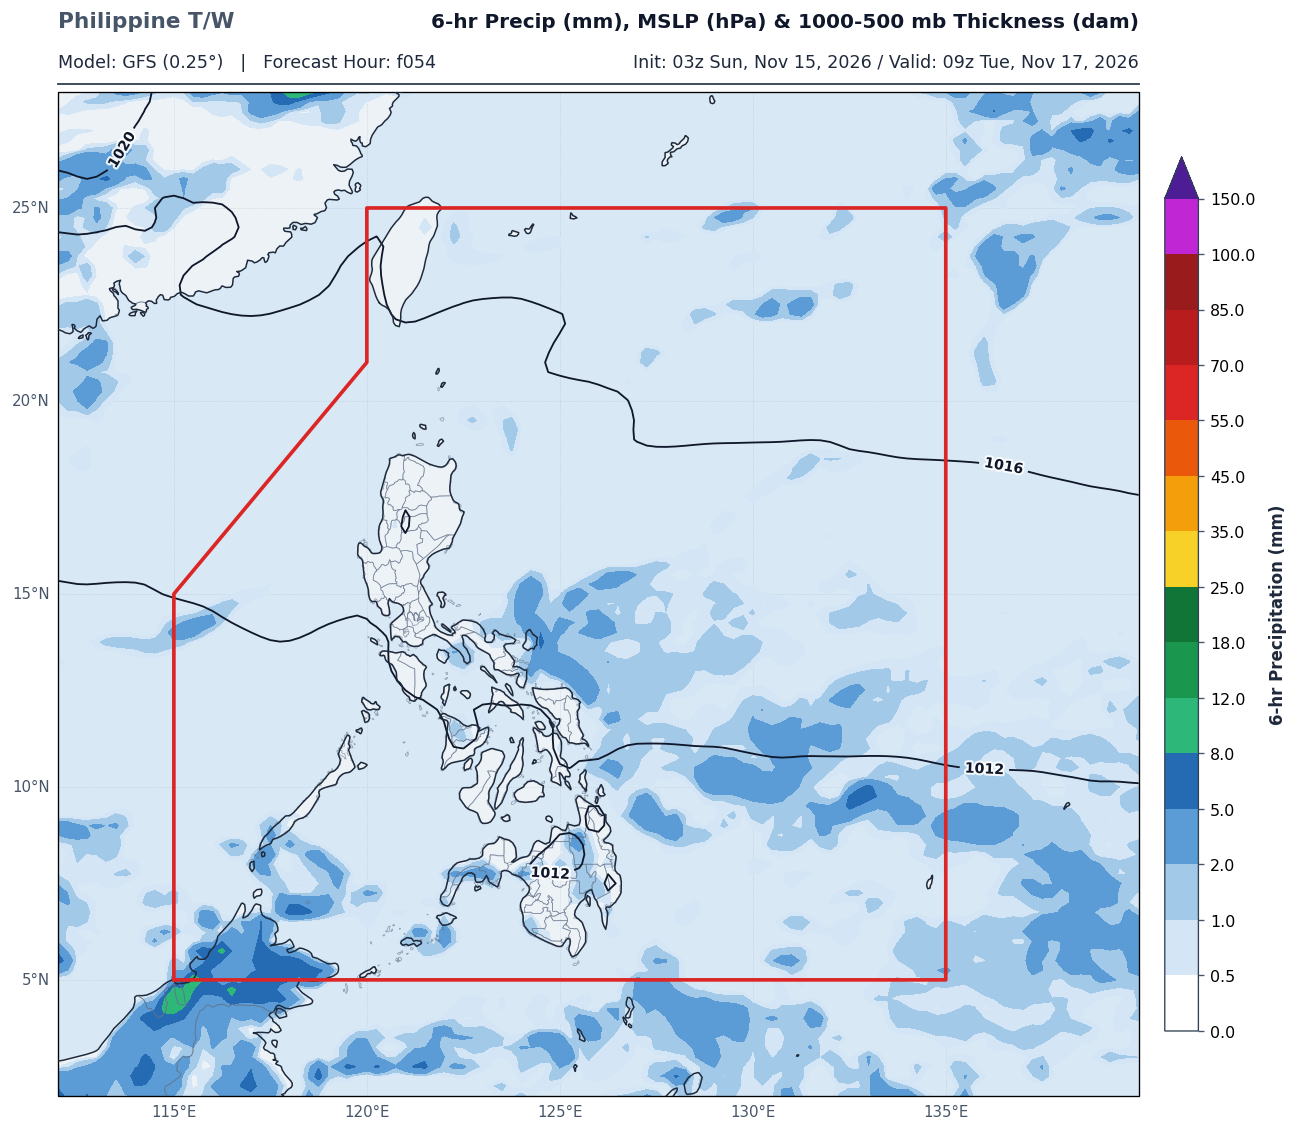 Philippine T/W
6-hr Precip (mm), MSLP (hPa) & 1000-500 mb Thickness (dam)
Model: GFS (0.25°) | Forecast Hour: f054
Init: 03z Sun, Nov 15, 2026 / Valid: 09z Tue, Nov 17, 2026
1020
1016
1012
1012
25°N
20°N
15°N
10°N
5°N
115°E
120°E
125°E
130°E
135°E
150.0
100.0
85.0
70.0
55.0
45.0
35.0
25.0
18.0
12.0
8.0
5.0
2.0
1.0
0.5
0.0
6-hr Precipitation (mm)